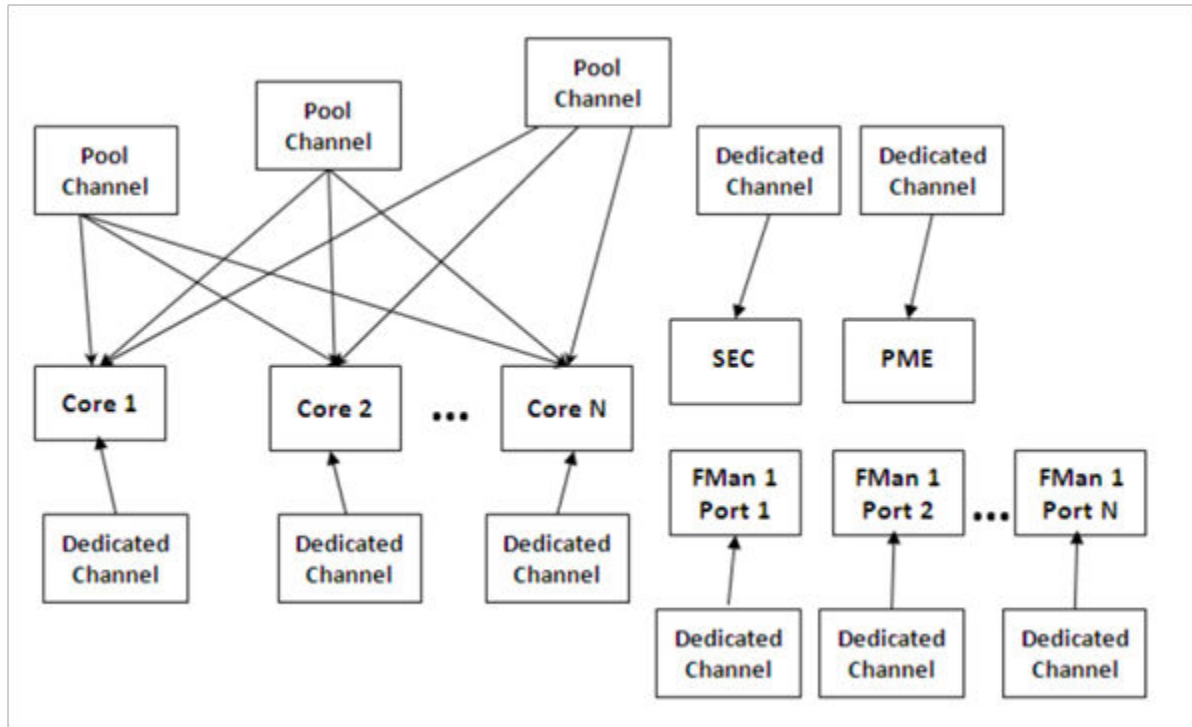 Pool
Channel
Pool
Channel
Pool
Channel
Dedicated
Channel
Dedicated
Channel
SEC
PME
Core 1
Core 2
...
Core N
FMan 1
Port 1
FMan 1
Port 2
...
FMan 1
Port N
Dedicated
Channel
Dedicated
Channel
Dedicated
Channel
Dedicated
Channel
Dedicated
Channel
Dedicated
Channel